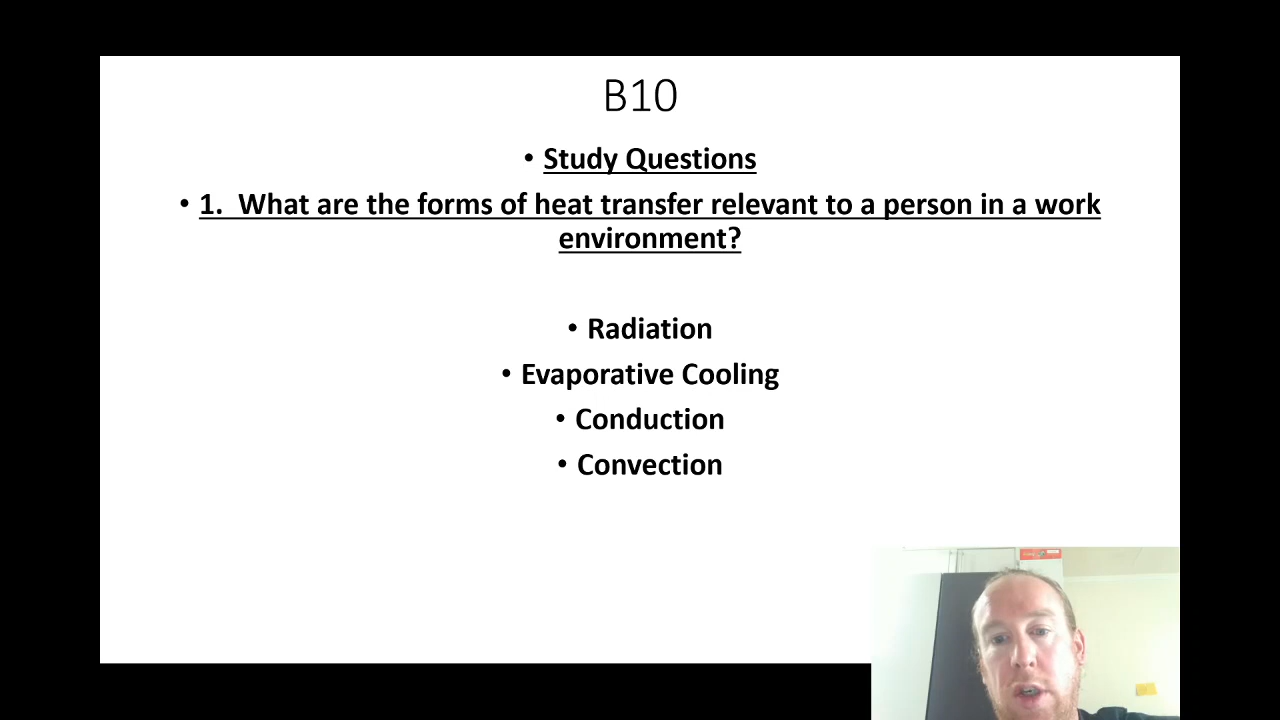 B10
• Study Questions
• 1.  What are the forms of heat transfer relevant to a person in a work
environment?
• Radiation
• Evaporative Cooling
• Conduction
• Convection